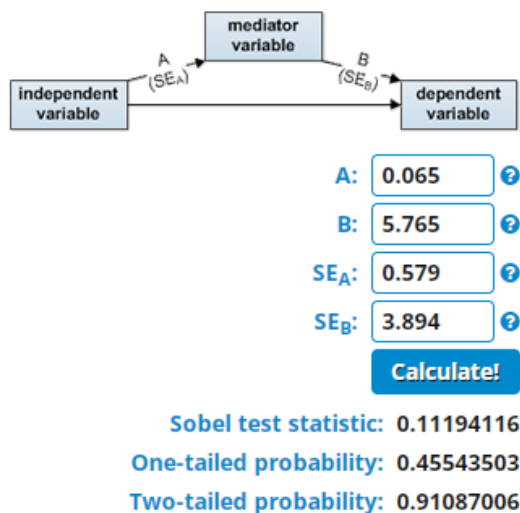 mediator
variable
A
(SEA)
B
(SEB)
independent
variable
dependent
variable
A: 0.065
B: 5.765
SEA: 0.579
SEB: 3.894
Calculate!
Sobel test statistic: 0.11194116
One-tailed probability: 0.45543503
Two-tailed probability: 0.91087006